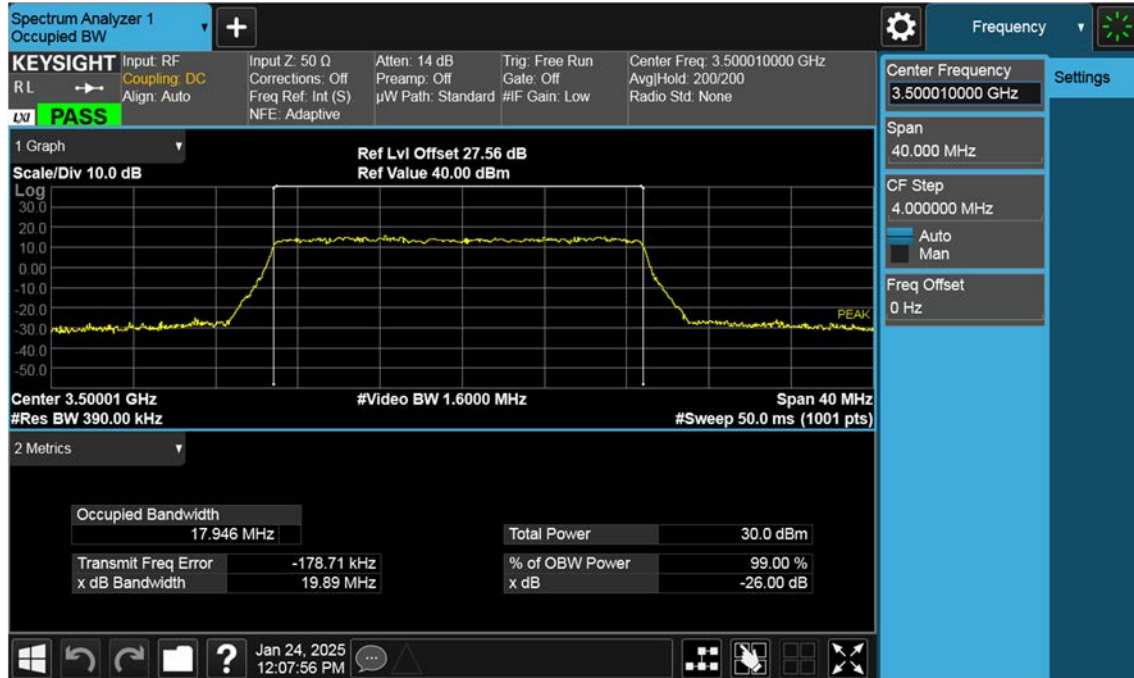 Spectrum Analyzer 1
Occupied BW
+
Frequency
KEYSIGHT
R L
LXI
PASS
Input: RF
Coupling: DC
Align: Auto
Input Z: 50 Ω
Corrections: Off
Freq Ref: Int (S)
NFE: Adaptive
Atten: 14 dB
Preamp: Off
µW Path: Standard
Trig: Free Run
Gate: Off
#IF Gain: Low
Center Freq: 3.500010000 GHz
Avg|Hold: 200/200
Radio Std: None
1 Graph
Scale/Div 10.0 dB
Ref Lvl Offset 27.56 dB
Ref Value 40.00 dBm
Log
30.0
20.0
10.0
0.00
-10.0
-20.0
-30.0
-40.0
-50.0
PEAK
Center 3.50001 GHz
#Video BW 1.6000 MHz
Span 40 MHz
#Res BW 390.00 kHz
#Sweep 50.0 ms (1001 pts)
2 Metrics
Occupied Bandwidth
17.946 MHz
Total Power 30.0 dBm
Transmit Freq Error -178.71 kHz
% of OBW Power 99.00 %
x dB Bandwidth 19.89 MHz
x dB -26.00 dB
?
Jan 24, 2025
12:07:56 PM
Center Frequency
3.500010000 GHz
Settings
Span
40.000 MHz
CF Step
4.000000 MHz
Auto
Man
Freq Offset
0 Hz